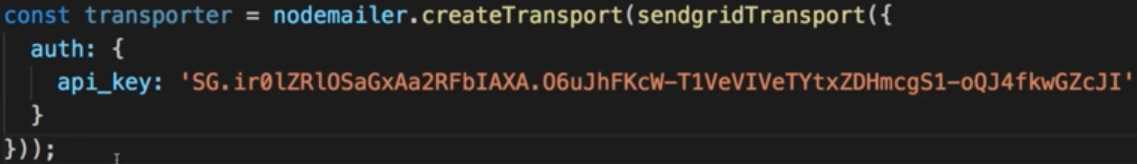 const transporter = nodemailer.createTransport(sendgridTransport({
  auth: {
    api_key: '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'
  }
}));